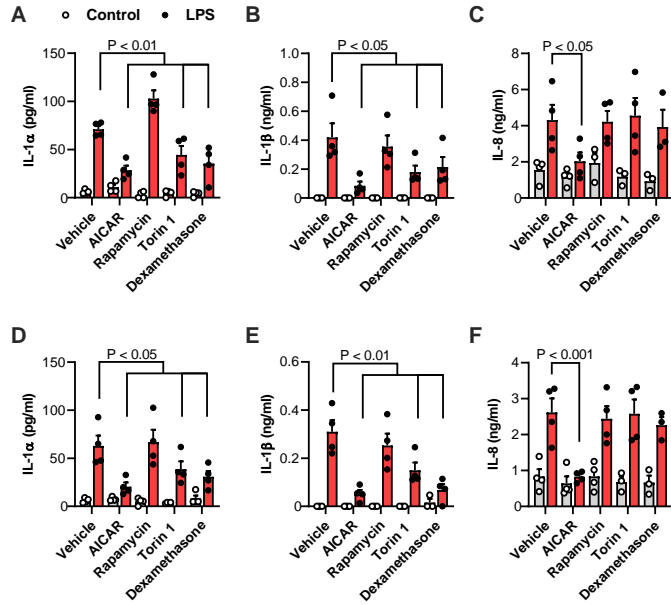 Control LPS
A
P < 0.01
IL-1α (pg/ml)
150
100
50
0
Vehicle
AICAR
Rapamycin
Torin 1
Dexamethasone
B
P < 0.05
IL-1β (ng/ml)
1.0
0.8
0.6
0.4
0.2
0
Vehicle
AICAR
Rapamycin
Torin 1
Dexamethasone
C
P < 0.05
IL-8 (ng/ml)
8
6
4
2
0
Vehicle
AICAR
Rapamycin
Torin 1
Dexamethasone
D
P < 0.05
IL-1α (pg/ml)
150
100
50
0
Vehicle
AICAR
Rapamycin
Torin 1
Dexamethasone
E
P < 0.01
IL-1β (ng/ml)
0.6
0.4
0.2
0
Vehicle
AICAR
Rapamycin
Torin 1
Dexamethasone
F
P < 0.001
IL-8 (ng/ml)
4
3
2
1
0
Vehicle
AICAR
Rapamycin
Torin 1
Dexamethasone